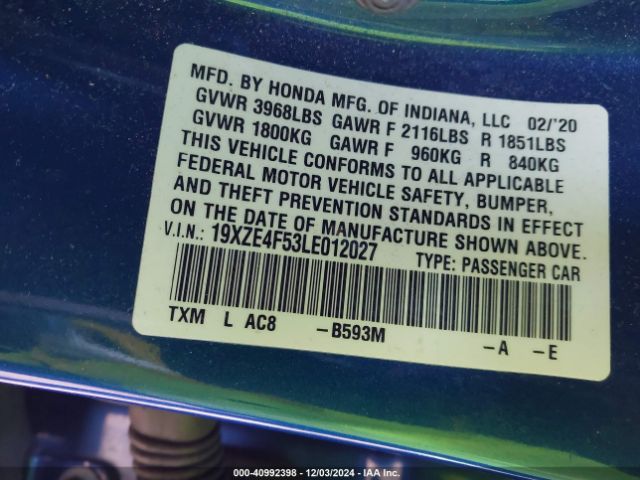 MFD. BY HONDA MFG. OF INDIANA, LLC 02/'20
GVWR 3968LBS GAWR F 2116LBS R 1851LBS
GVWR 1800KG GAWR F 960KG R 840KG
THIS VEHICLE CONFORMS TO ALL APPLICABLE
FEDERAL MOTOR VEHICLE SAFETY, BUMPER,
AND THEFT PREVENTION STANDARDS IN EFFECT
ON THE DATE OF MANUFACTURE SHOWN ABOVE.
V.I.N.: 19XZE4F53LE012027 TYPE: PASSENGER CAR
TXM L AC8 -B593M -A -E
000-40992398 - 12/03/2024 - IAA Inc.